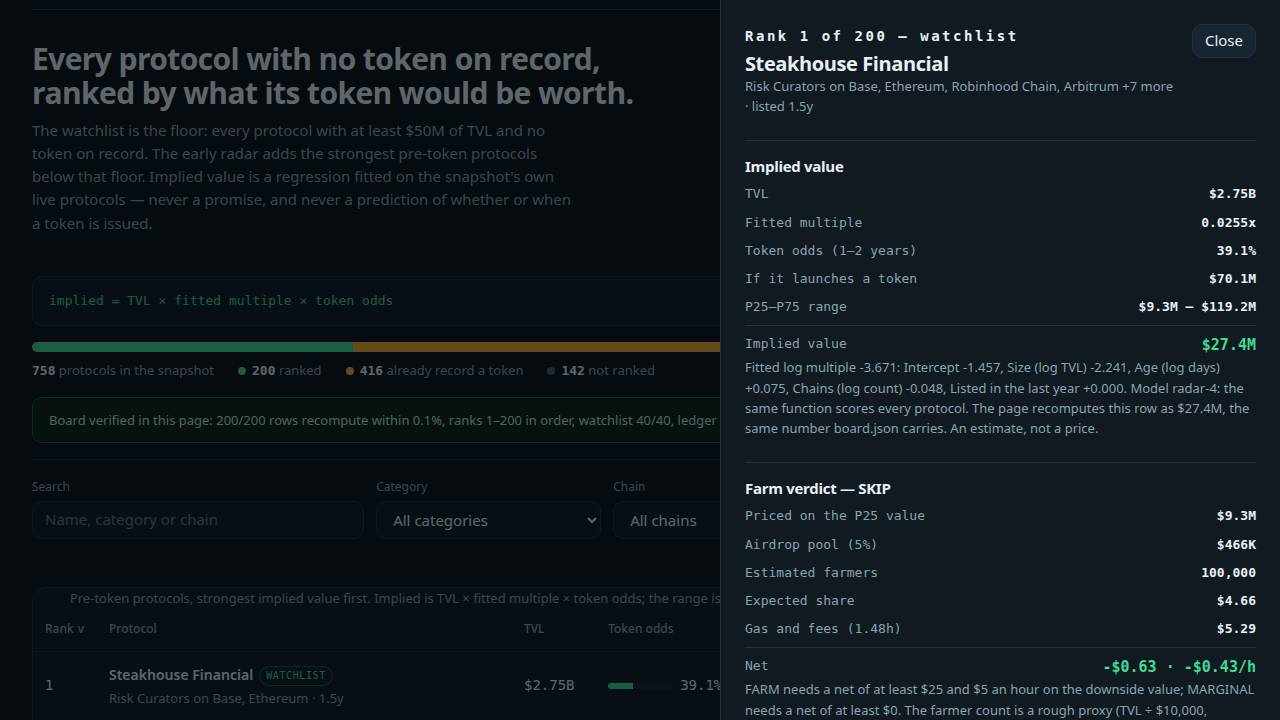 Every protocol with no token on record,
ranked by what its token would be worth.
The watchlist is the floor: every protocol with at least $50M of TVL and no
token on record. The early radar adds the strongest pre-token protocols
below that floor. Implied value is a regression fitted on the snapshot's own
live protocols — never a promise, and never a prediction of whether or when
a token is issued.
implied = TVL × fitted multiple × token odds
758 protocols in the snapshot 200 ranked 416 already record a token 142 not ranked
Board verified in this page: 200/200 rows recompute within 0.1%, ranks 1–200 in order, watchlist 40/40, ledger
Search Category Chain
Name, category or chain All categories All chains
Pre-token protocols, strongest implied value first. Implied is TVL × fitted multiple × token odds; the range is
Rank v Protocol TVL Token odds
1 Steakhouse Financial WATCHLIST $2.75B 39.1%
Risk Curators on Base, Ethereum · 1.5y
Rank 1 of 200 — watchlist
Close
Steakhouse Financial
Risk Curators on Base, Ethereum, Robinhood Chain, Arbitrum +7 more
· listed 1.5y
Implied value
TVL $2.75B
Fitted multiple 0.0255x
Token odds (1–2 years) 39.1%
If it launches a token $70.1M
P25–P75 range $9.3M – $119.2M
Implied value $27.4M
Fitted log multiple -3.671: Intercept -1.457, Size (log TVL) -2.241, Age (log days)
+0.075, Chains (log count) -0.048, Listed in the last year +0.000. Model radar-4: the
same function scores every protocol. The page recomputes this row as $27.4M, the
same number board.json carries. An estimate, not a price.
Farm verdict — SKIP
Priced on the P25 value $9.3M
Airdrop pool (5%) $466K
Estimated farmers 100,000
Expected share $4.66
Gas and fees (1.48h) $5.29
Net -$0.63 · -$0.43/h
FARM needs a net of at least $25 and $5 an hour on the downside value; MARGINAL
needs a net of at least $0. The farmer count is a rough proxy (TVL ÷ $10,000,